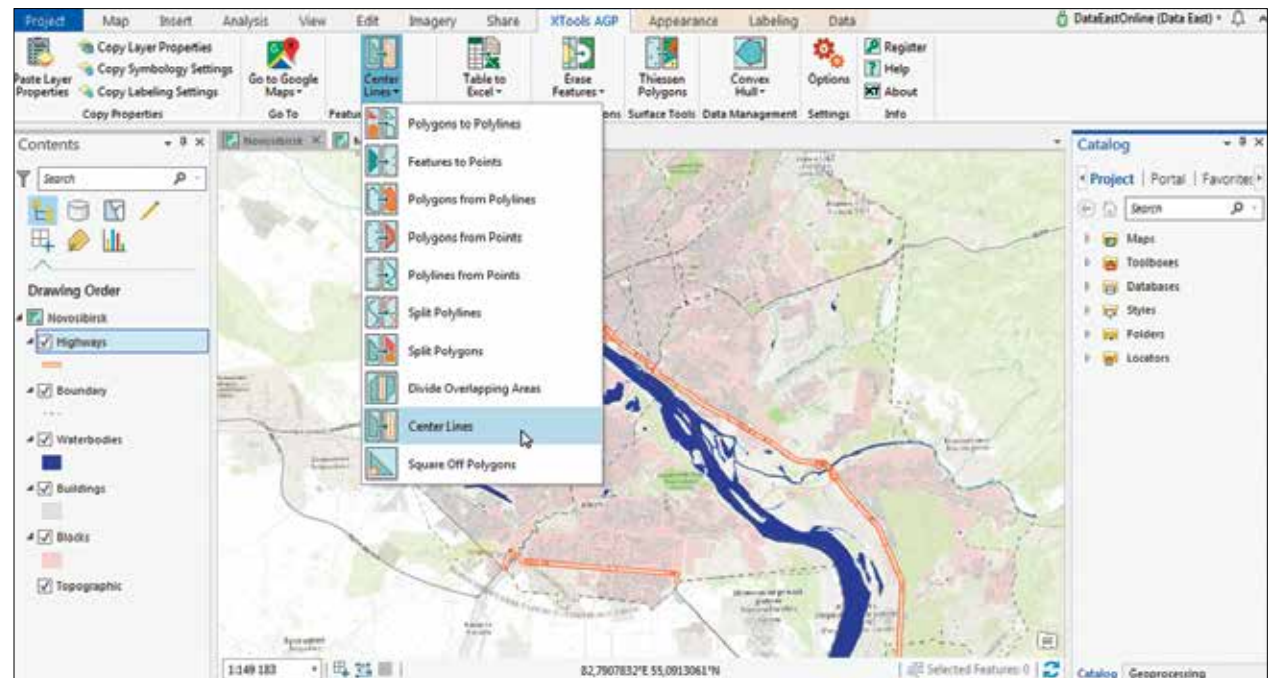 Project Map Insert Analysis View Edit Imagery Share XTools AGP Appearance Labeling Data DataEastOnline (Data East)
Paste Layer Properties
Copy Layer Properties
Copy Symbology Settings
Copy Labeling Settings
Go to Google Maps
Center Lines
Table to Excel
Erase Features
Thiessen Polygons
Convex Hull
Options
Register
Help
About
Copy Properties Go To Featu ons Surface Tools Data Management Settings Info
Contents
Search
Drawing Order
Novosibirsk
Highways
Boundary
Waterbodies
Buildings
Blocks
Topographic
Novosibirsk
Polygons to Polylines
Features to Points
Polygons from Polylines
Polygons from Points
Polylines from Points
Split Polylines
Split Polygons
Divide Overlapping Areas
Center Lines
Square Off Polygons
1:149 183
82,7907832°E 55,0913061°N
Selected Features: 0
Catalog
Project Portal Favorites
Search
Maps
Toolboxes
Databases
Styles
Folders
Locators
Catalog Geoprocessing